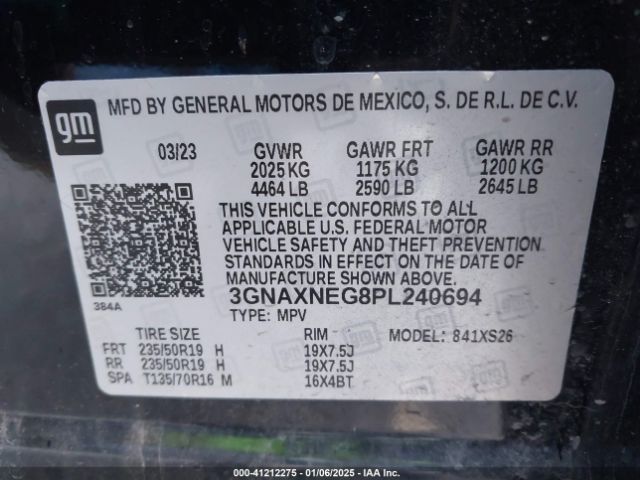 gm
MFD BY GENERAL MOTORS DE MEXICO, S. DE R.L. DE C.V.
03/23 GVWR GAWR FRT GAWR RR
2025 KG 1175 KG 1200 KG
4464 LB 2590 LB 2645 LB
THIS VEHICLE CONFORMS TO ALL
APPLICABLE U.S. FEDERAL MOTOR
VEHICLE SAFETY AND THEFT PREVENTION
STANDARDS IN EFFECT ON THE DATE OF
MANUFACTURE SHOWN ABOVE.
384A 3GNAXNEG8PL240694
TYPE: MPV
TIRE SIZE RIM MODEL: 841XS26
FRT 235/50R19 H 19X7.5J
RR 235/50R19 H 19X7.5J
SPA T135/70R16 M 16X4BT
000-41212275 - 01/06/2025 - IAA Inc.